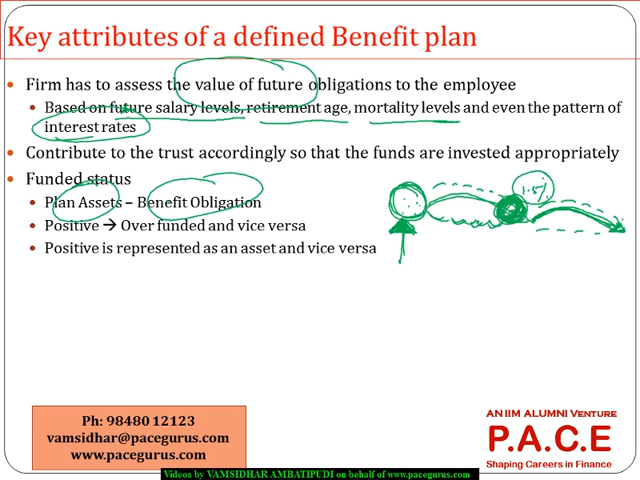 Key attributes of a defined Benefit plan
• Firm has to assess the value of future obligations to the employee
• Based on future salary levels, retirement age, mortality levels and even the pattern of
interest rates
• Contribute to the trust accordingly so that the funds are invested appropriately
• Funded status
• Plan Assets – Benefit Obligation
• Positive → Over funded and vice versa
• Positive is represented as an asset and vice versa
1.5%
Ph: 98480 12123
vamsidhar@pacegurus.com
www.pacegurus.com
AN IIM ALUMNI VENTURE
P.A.C.E
Shaping Careers in Finance
Videos by VAMSIDHAR AMBATIPUDI on behalf of www.pacegurus.com